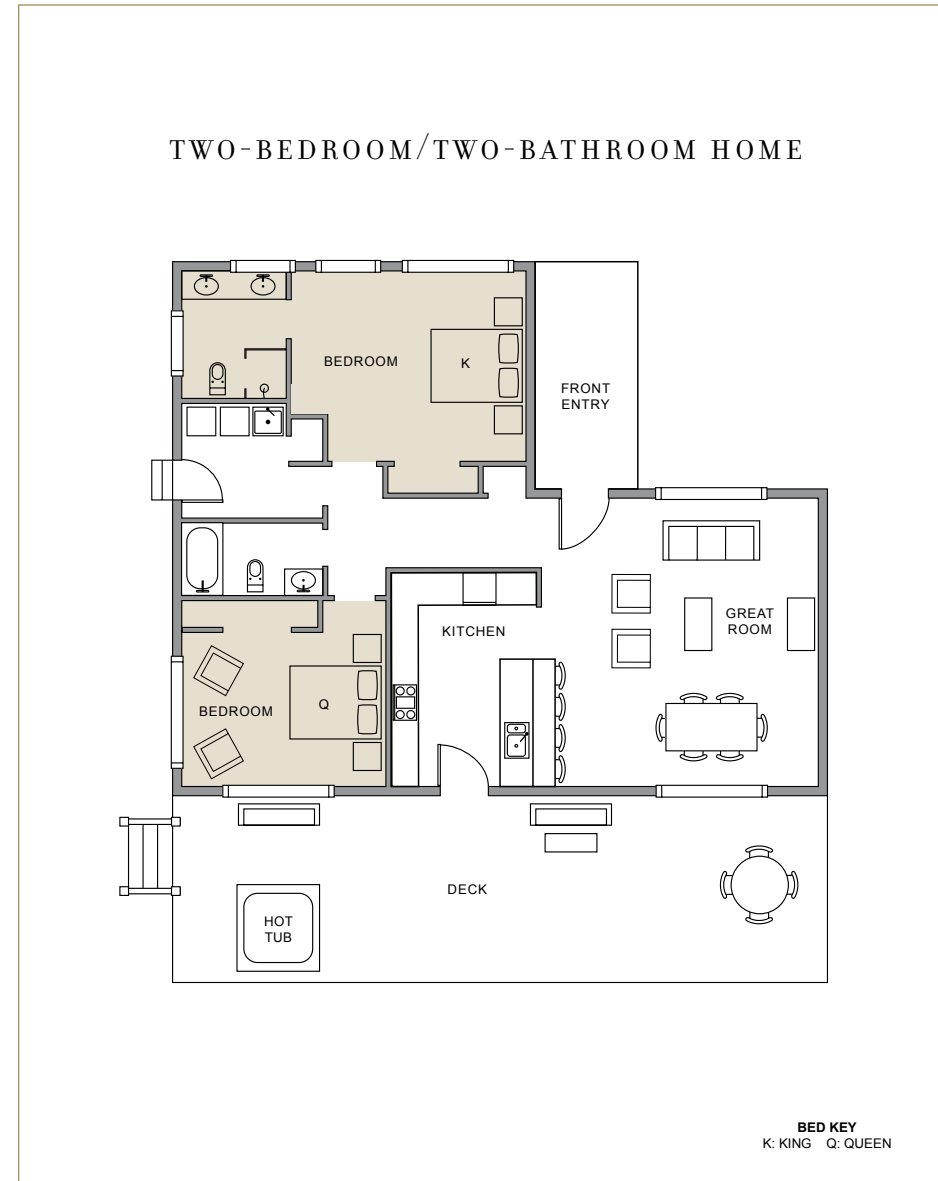 TWO-BEDROOM/TWO-BATHROOM HOME
BEDROOM
K
FRONT
ENTRY
GREAT
ROOM
KITCHEN
BEDROOM
Q
DECK
HOT
TUB
BED KEY
K: KING Q: QUEEN